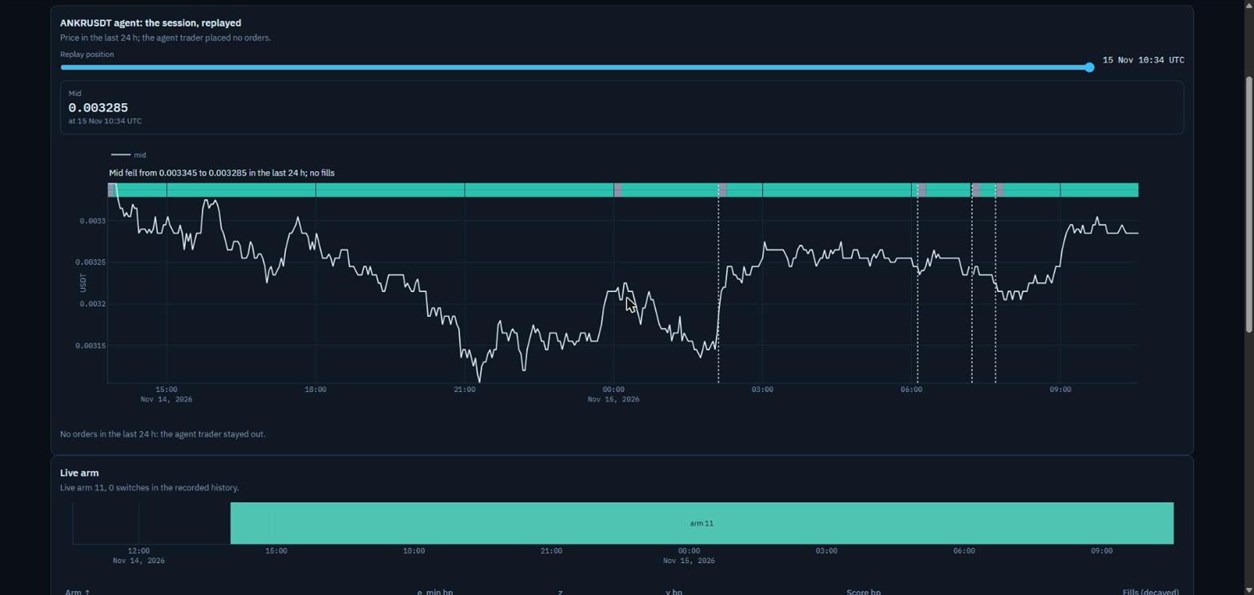 ANKRUSDT agent: the session, replayed
Price in the last 24 h; the agent trader placed no orders.
Replay position
15 Nov 10:34 UTC
Mid
0.003285
at 15 Nov 10:34 UTC
mid
Mid fell from 0.003345 to 0.003285 in the last 24 h; no fills
0.0033
0.00325
0.0032
0.00315
USDT
15:00 18:00 21:00 00:00 03:00 06:00 09:00
Nov 14, 2026 Nov 15, 2026
No orders in the last 24 h: the agent trader stayed out.
Live arm
Live arm 11, 0 switches in the recorded history.
arm 11
12:00 15:00 18:00 21:00 00:00 03:00 06:00 09:00
Nov 14, 2026 Nov 15, 2026
Arm ↑ e_min bp z v bp Score bp Fills (decayed)